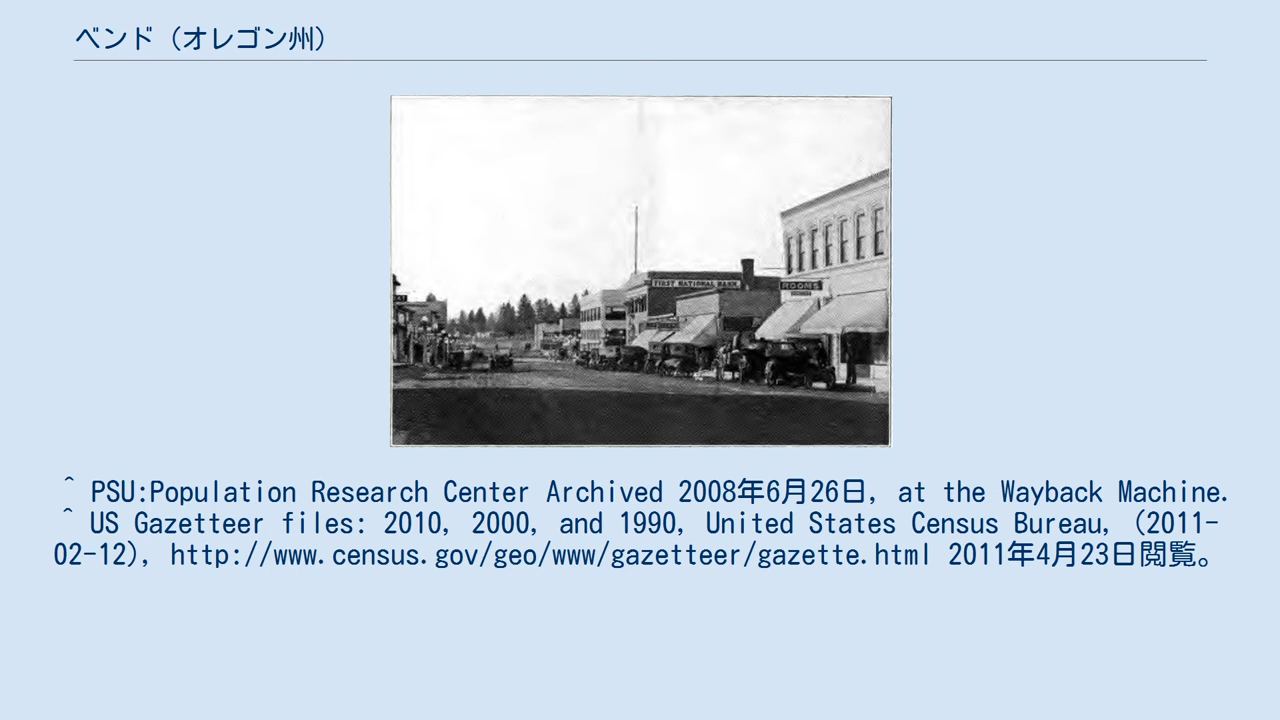 ベンド（オレゴン州）
FIRST NATIONAL BANK
ROOMS
^ PSU:Population Research Center Archived 2008年6月26日, at the Wayback Machine.
^ US Gazetteer files: 2010, 2000, and 1990, United States Census Bureau, (2011-
02-12), http://www.census.gov/geo/www/gazetteer/gazette.html 2011年4月23日閲覧。